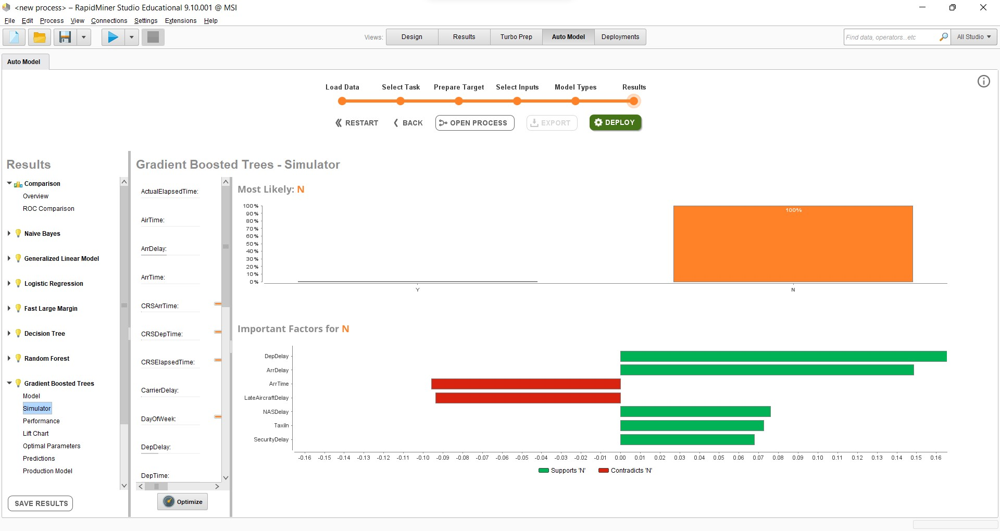 <new process> – RapidMiner Studio Educational 9.10.001 @ MSI
File Edit Process View Connections Settings Extensions Help
Views: Design Results Turbo Prep Auto Model Deployments
Find data, operators...etc All Studio
Auto Model
Load Data Select Task Prepare Target Select Inputs Model Types Results
RESTART BACK OPEN PROCESS EXPORT DEPLOY
Results
Comparison
Overview
ROC Comparison
Naive Bayes
Generalized Linear Model
Logistic Regression
Fast Large Margin
Decision Tree
Random Forest
Gradient Boosted Trees
Model
Simulator
Performance
Lift Chart
Optimal Parameters
Predictions
Production Model
SAVE RESULTS
Gradient Boosted Trees - Simulator
ActualElapsedTime:
AirTime:
ArrDelay:
ArrTime:
CRSArrTime:
CRSDepTime:
CRSElapsedTime:
CarrierDelay:
DayOfWeek:
DepDelay:
DepTime:
Optimize
Most Likely: N
100%
90%
80%
70%
60%
50%
40%
30%
20%
10%
0%
100%
Y N
Important Factors for N
DepDelay
ArrDelay
ArrTime
LateAircraftDelay
NASDelay
TaxiIn
SecurityDelay
-0.16 -0.15 -0.14 -0.13 -0.12 -0.11 -0.10 -0.09 -0.08 -0.07 -0.06 -0.05 -0.04 -0.03 -0.02 -0.01 0.00 0.01 0.02 0.03 0.04 0.05 0.06 0.07 0.08 0.09 0.10 0.11 0.12 0.13 0.14 0.15 0.16
Supports 'N' Contradicts 'N'